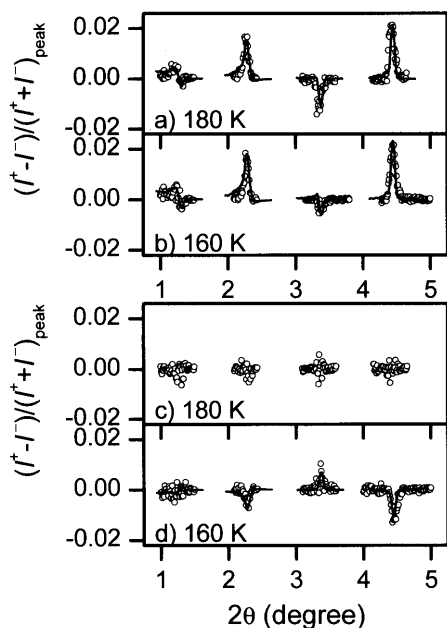 (I⁺-I⁻)/(I⁺+I⁻)peak
0.02
0.00
-0.02
a) 180 K
0.02
0.00
-0.02
b) 160 K
1 2 3 4 5
(I⁺-I⁻)/(I⁺+I⁻)peak
0.02
0.00
-0.02
c) 180 K
0.02
0.00
-0.02
d) 160 K
1 2 3 4 5
2θ (degree)